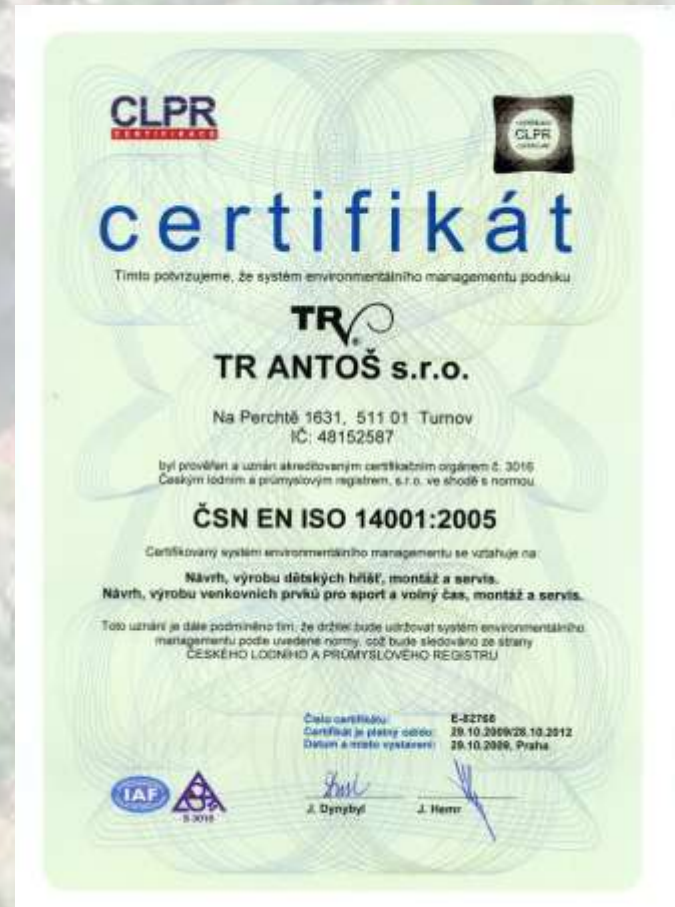 CLPR
CERTIFIKACE
CLPR
certifikát
Tímto potvrzujeme, že systém environmentálního managementu podniku
TR
®
TR ANTOŠ s.r.o.
Na Perchtě 1631, 511 01 Turnov
IČ: 48152587
byl prověřen a uznán akreditovaným certifikačním orgánem č. 3016
Českým lodním a průmyslovým registrem, s.r.o. ve shodě s normou
ČSN EN ISO 14001:2005
Certifikovaný systém environmentálního managementu se vztahuje na
Návrh, výrobu dětských hřišť, montáž a servis.
Návrh, výrobu venkovních prvků pro sport a volný čas, montáž a servis.
Toto uznání je dále podmíněno tím, že držitel bude udržovat systém environmentálního
managementu podle uvedené normy, což bude sledováno ze strany
ČESKÉHO LODNÍHO A PRŮMYSLOVÉHO REGISTRU
Číslo certifikátu: E-82768
Certifikát je platný od/do: 29.10.2009/28.10.2012
Datum a místo vystavení: 29.10.2009, Praha
IAF
S 3016
J. Dynybyl J. Hemr